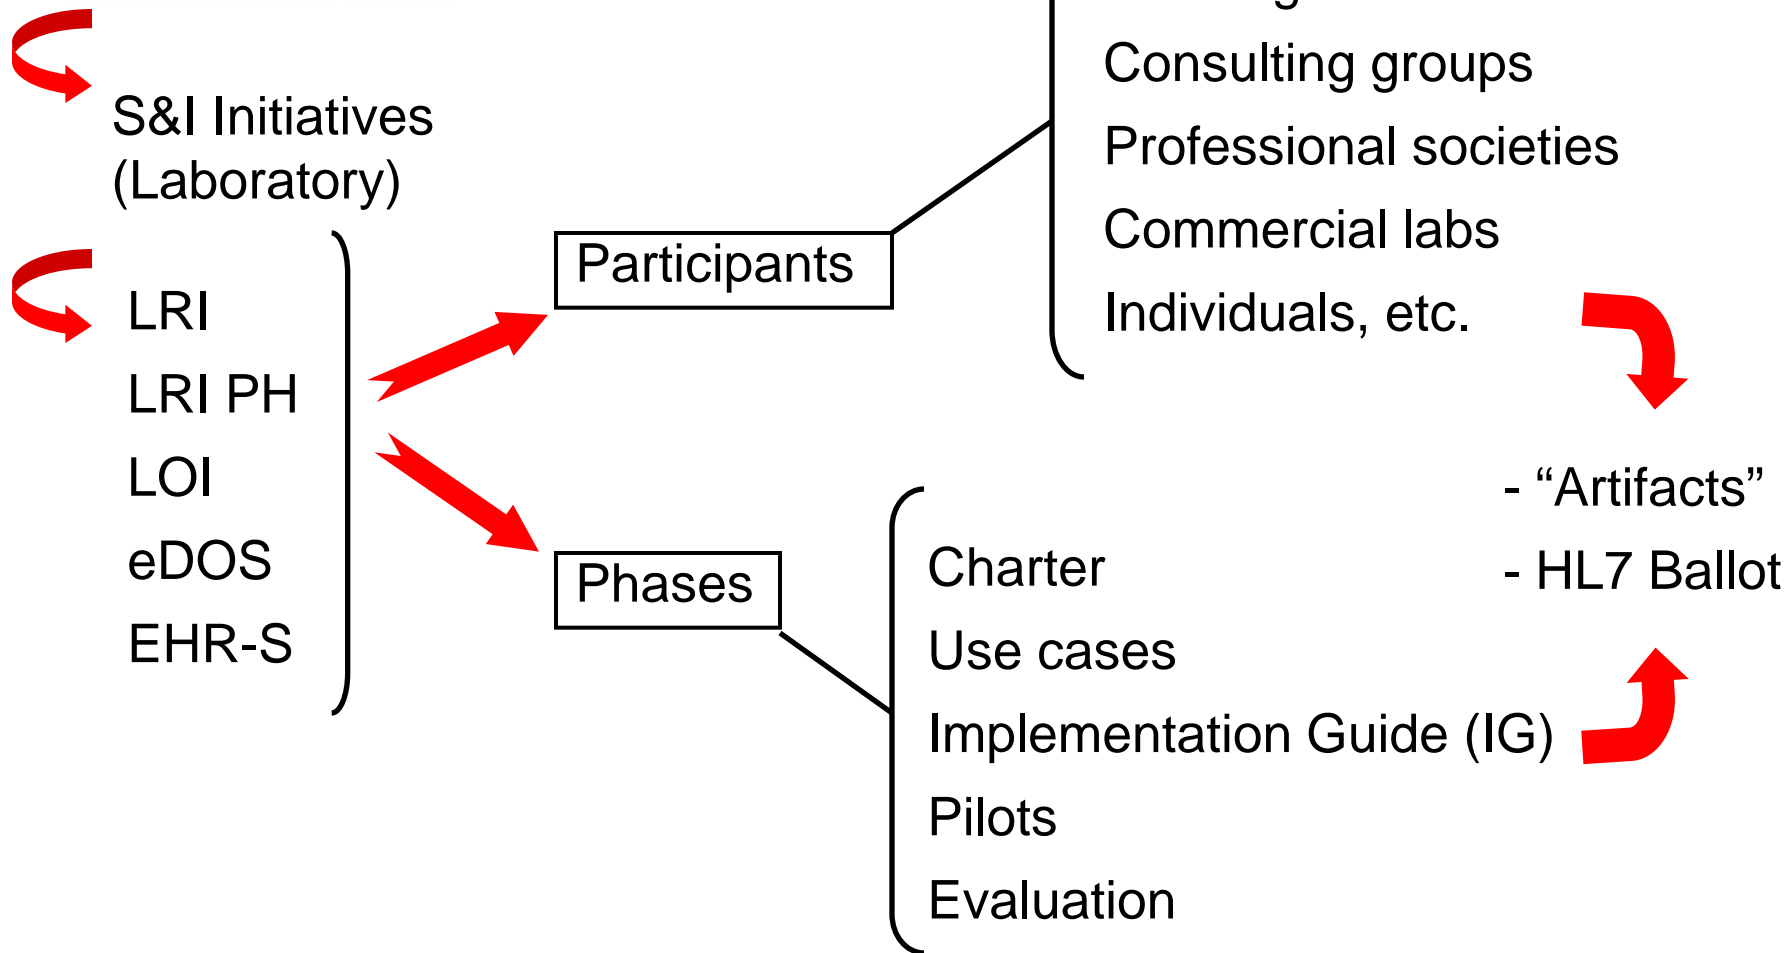 S&I Initiatives
(Laboratory)
LRI
LRI PH
LOI
eDOS
EHR-S
Participants
Consulting groups
Professional societies
Commercial labs
Individuals, etc.
Phases
Charter
Use cases
Implementation Guide (IG)
Pilots
Evaluation
- “Artifacts”
- HL7 Ballot